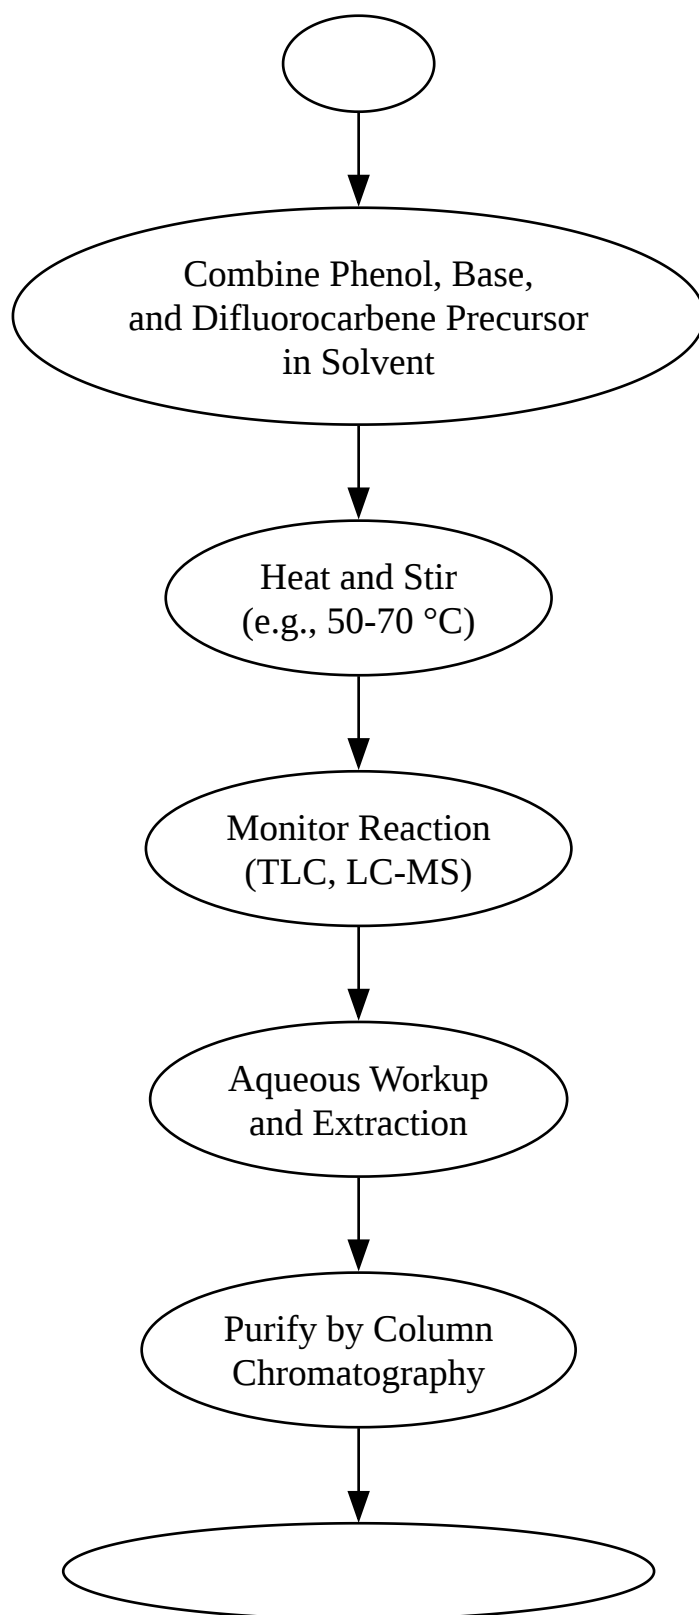 Combine Phenol, Base,
and Difluorocarbene Precursor
in Solvent
Heat and Stir
(e.g., 50-70 °C)
Monitor Reaction
(TLC, LC-MS)
Aqueous Workup
and Extraction
Purify by Column
Chromatography